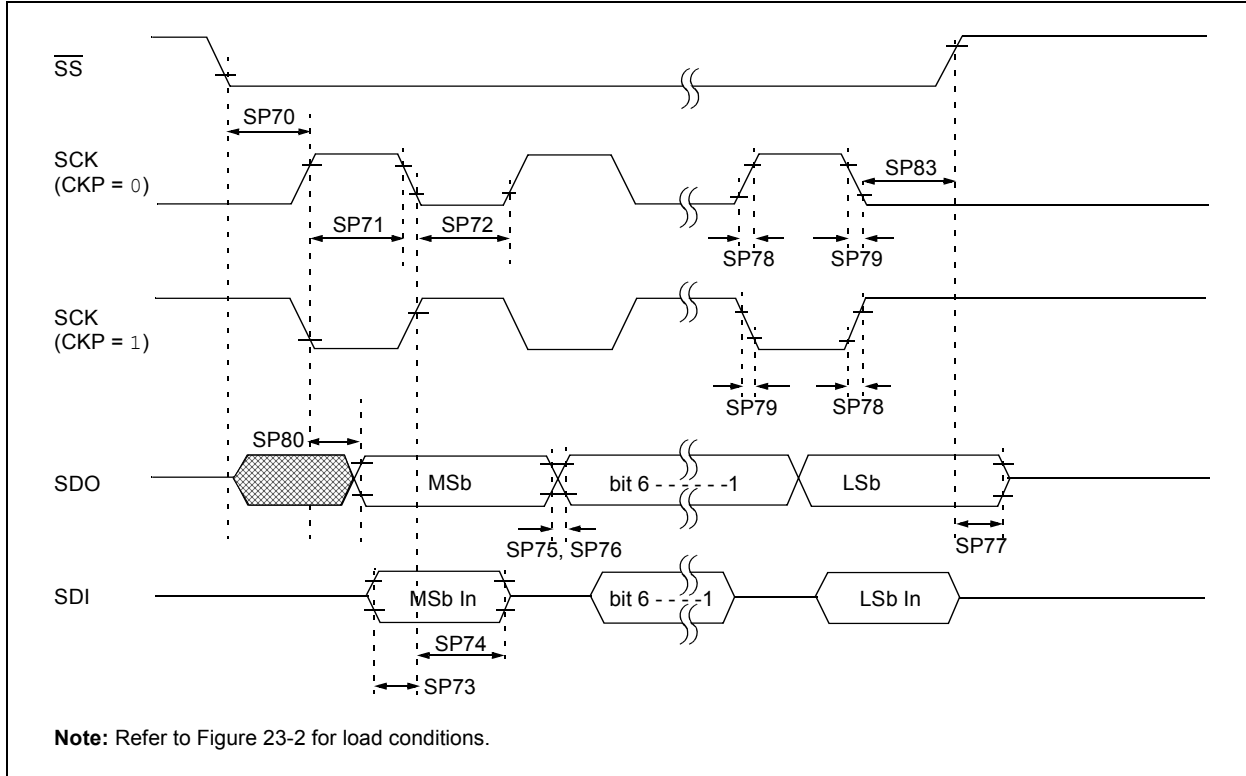 SS
SP70
SCK
(CKP = 0)
SP83
SP71
SP72
SP78
SP79
SCK
(CKP = 1)
SP79
SP78
SP80
SDO
MSb
bit 6 - - - - - -1
LSb
SP75, SP76
SP77
SDI
MSb In
bit 6 - - - -1
LSb In
SP74
SP73
Note: Refer to Figure 23-2 for load conditions.